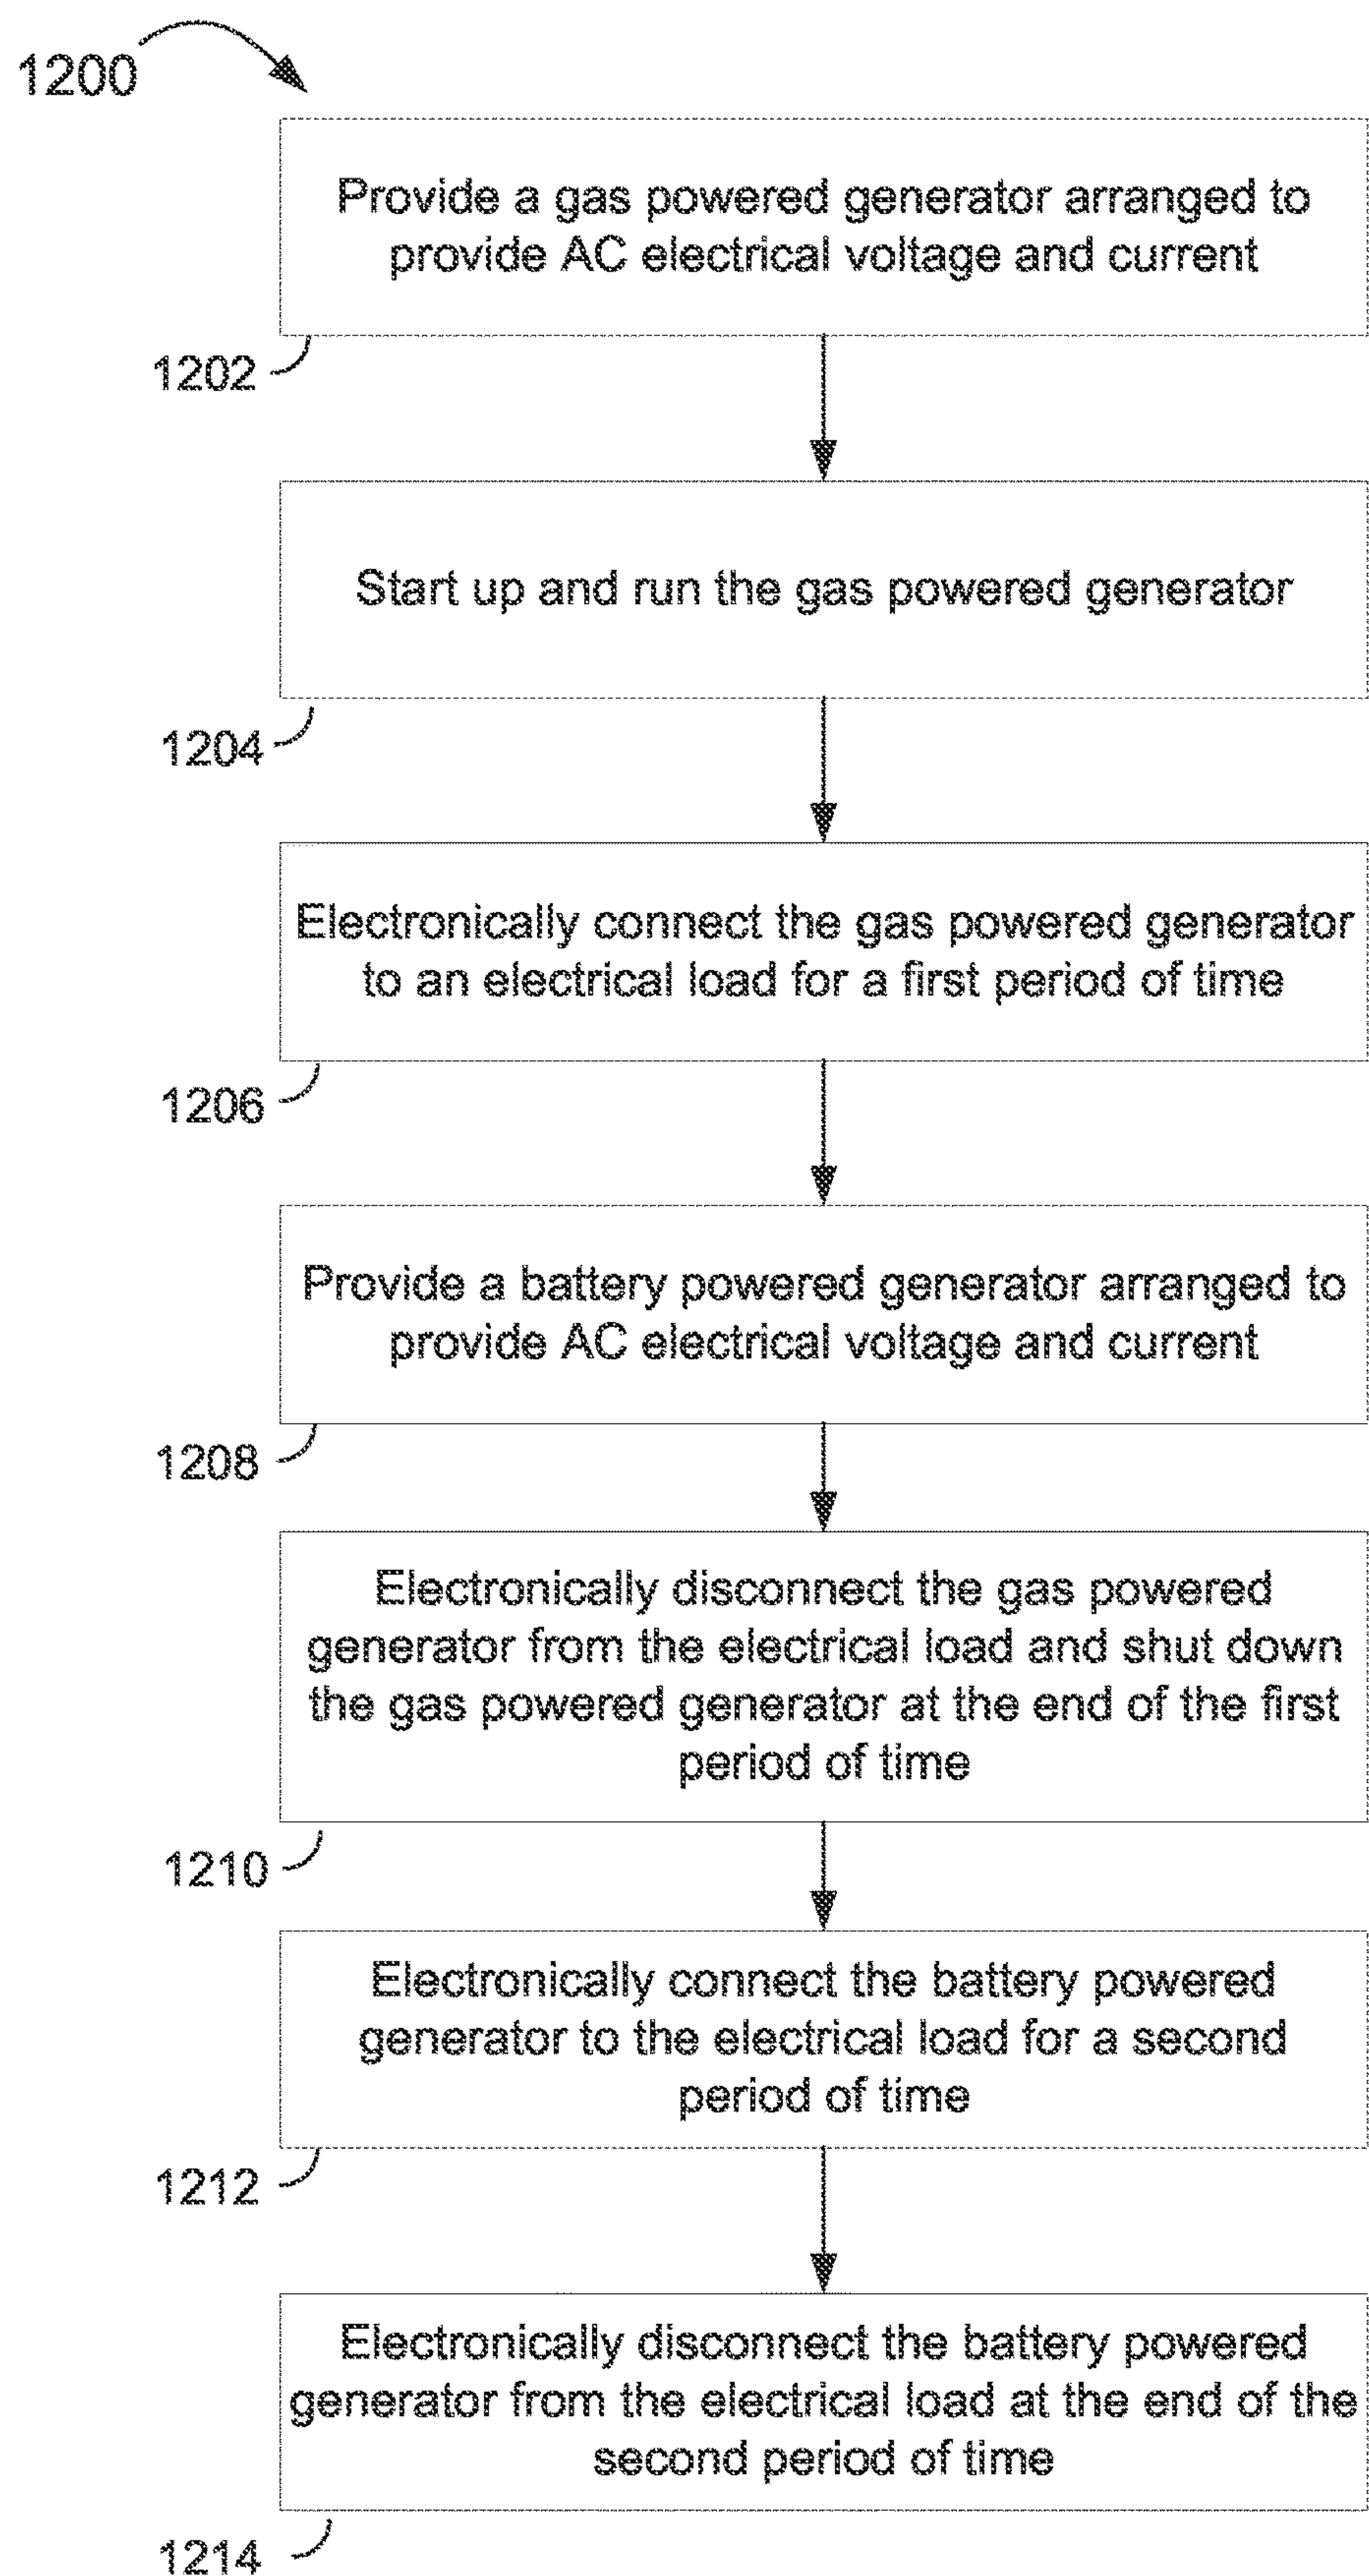 1200
Provide a gas powered generator arranged to
provide AC electrical voltage and current
1202
Start up and run the gas powered generator
1204
Electronically connect the gas powered generator
to an electrical load for a first period of time
1206
Provide a battery powered generator arranged to
provide AC electrical voltage and current
1208
Electronically disconnect the gas powered
generator from the electrical load and shut down
the gas powered generator at the end of the first
period of time
1210
Electronically connect the battery powered
generator to the electrical load for a second
period of time
1212
Electronically disconnect the battery powered
generator from the electrical load at the end of the
second period of time
1214